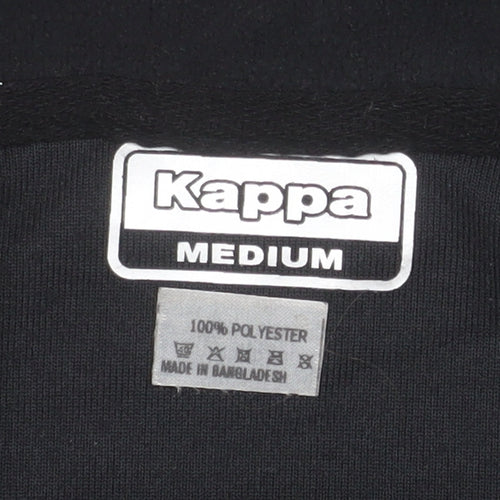 Kappa
MEDIUM
100% POLYESTER
MADE IN BANGLADESH